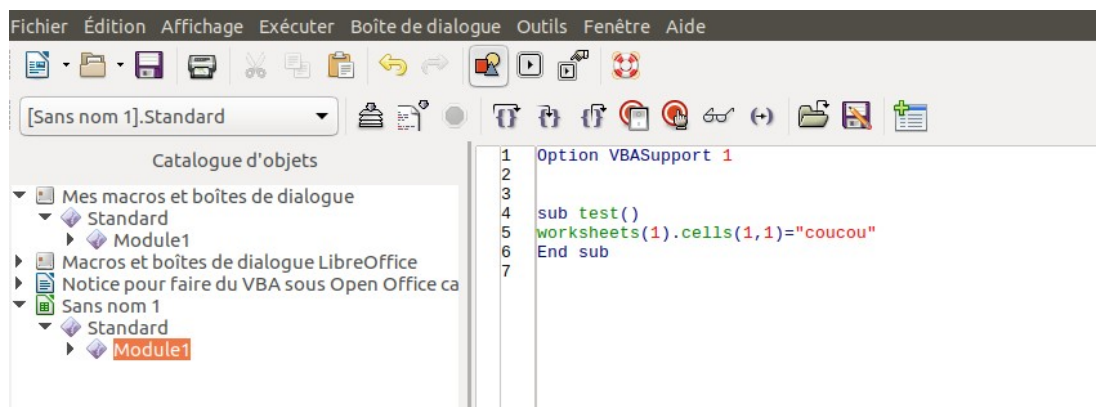 Fichier Édition Affichage Exécuter Boîte de dialogue Outils Fenêtre Aide
[Sans nom 1].Standard
Catalogue d'objets
Mes macros et boîtes de dialogue
Standard
Module1
Macros et boîtes de dialogue LibreOffice
Notice pour faire du VBA sous Open Office ca
Sans nom 1
Standard
Module1
1 Option VBASupport 1
2
3
4 sub test()
5 worksheets(1).cells(1,1)="coucou"
6 End sub
7